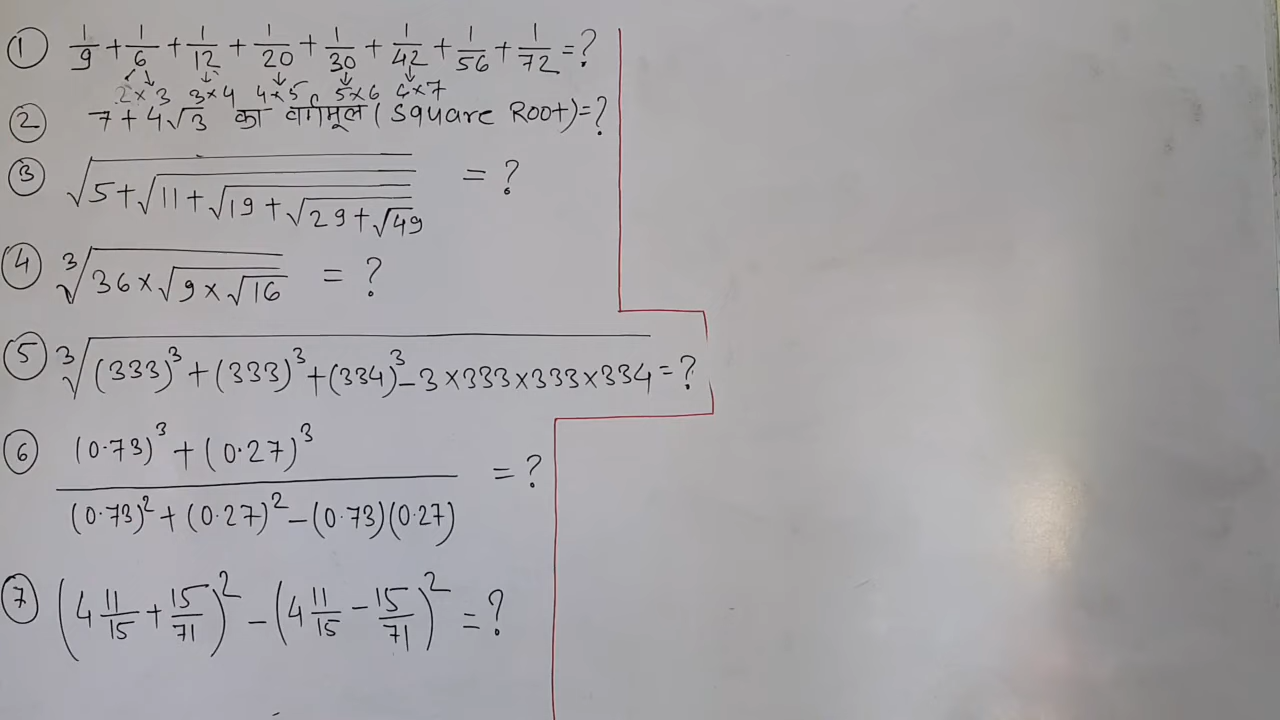 ① 1/9 + 1/6 + 1/12 + 1/20 + 1/30 + 1/42 + 1/56 + 1/72 = ?
2×3 3×4 4×5 5×6 6×7
② 7 + 4√3 का वर्गमूल (Square Root) = ?
③ √(5+√(11+√(19+√(29+√49)))) = ?
④ ³√(36×√(9×√16)) = ?
⑤ ³√((333)³+(333)³+(334)³-3×333×333×334) = ?
⑥ ((0.73)³+(0.27)³)/((0.73)²+(0.27)²-(0.73)(0.27)) = ?
⑦ (4 11/15 + 15/71)² - (4 11/15 - 15/71)² = ?